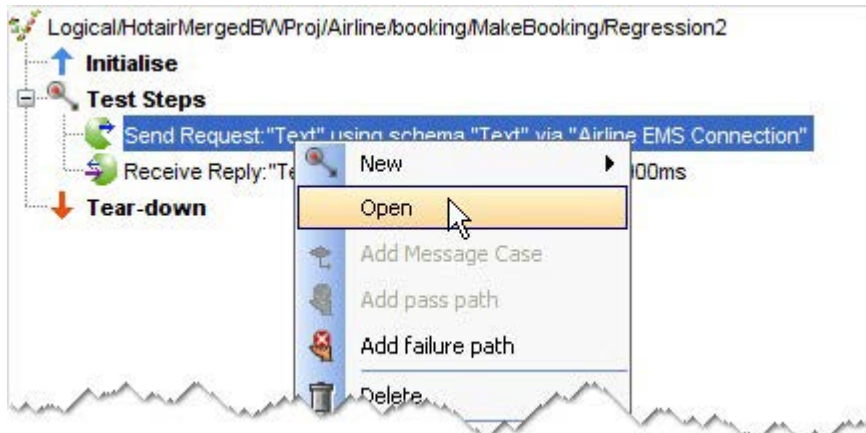 Logical/HotairMergedBWProj/Airline/booking/MakeBooking/Regression2
Initialise
Test Steps
Send Request:"Text" using schema "Text" via "Airline EMS Connection"
Receive Reply:"Te 00ms
New
Open
Tear-down
Add Message Case
Add pass path
Add failure path
Delete